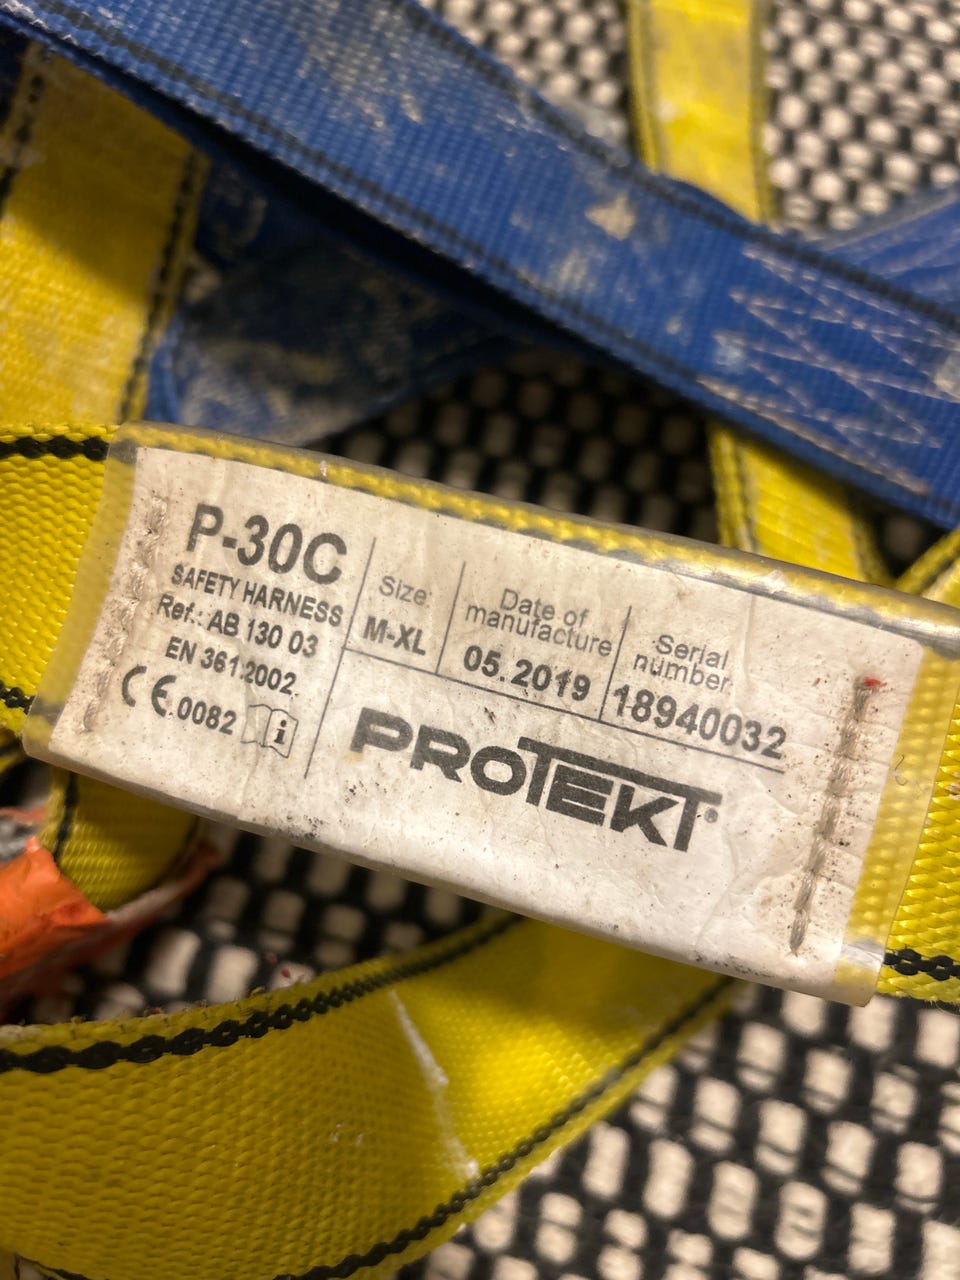 P-30C
SAFETY HARNESS
Ref.: AB 130 03
EN 361:2002
CE 0082
i
Size:
M-XL
Date of
manufacture
05.2019
Serial
number:
18940032
PROTEKT®